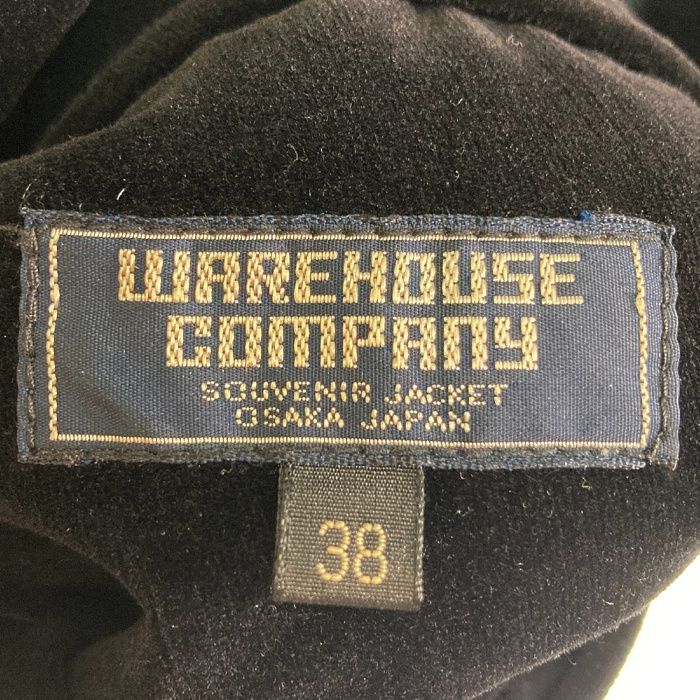 WAREHOUSE
COMPANY
SOUVENIR JACKET
OSAKA JAPAN
38